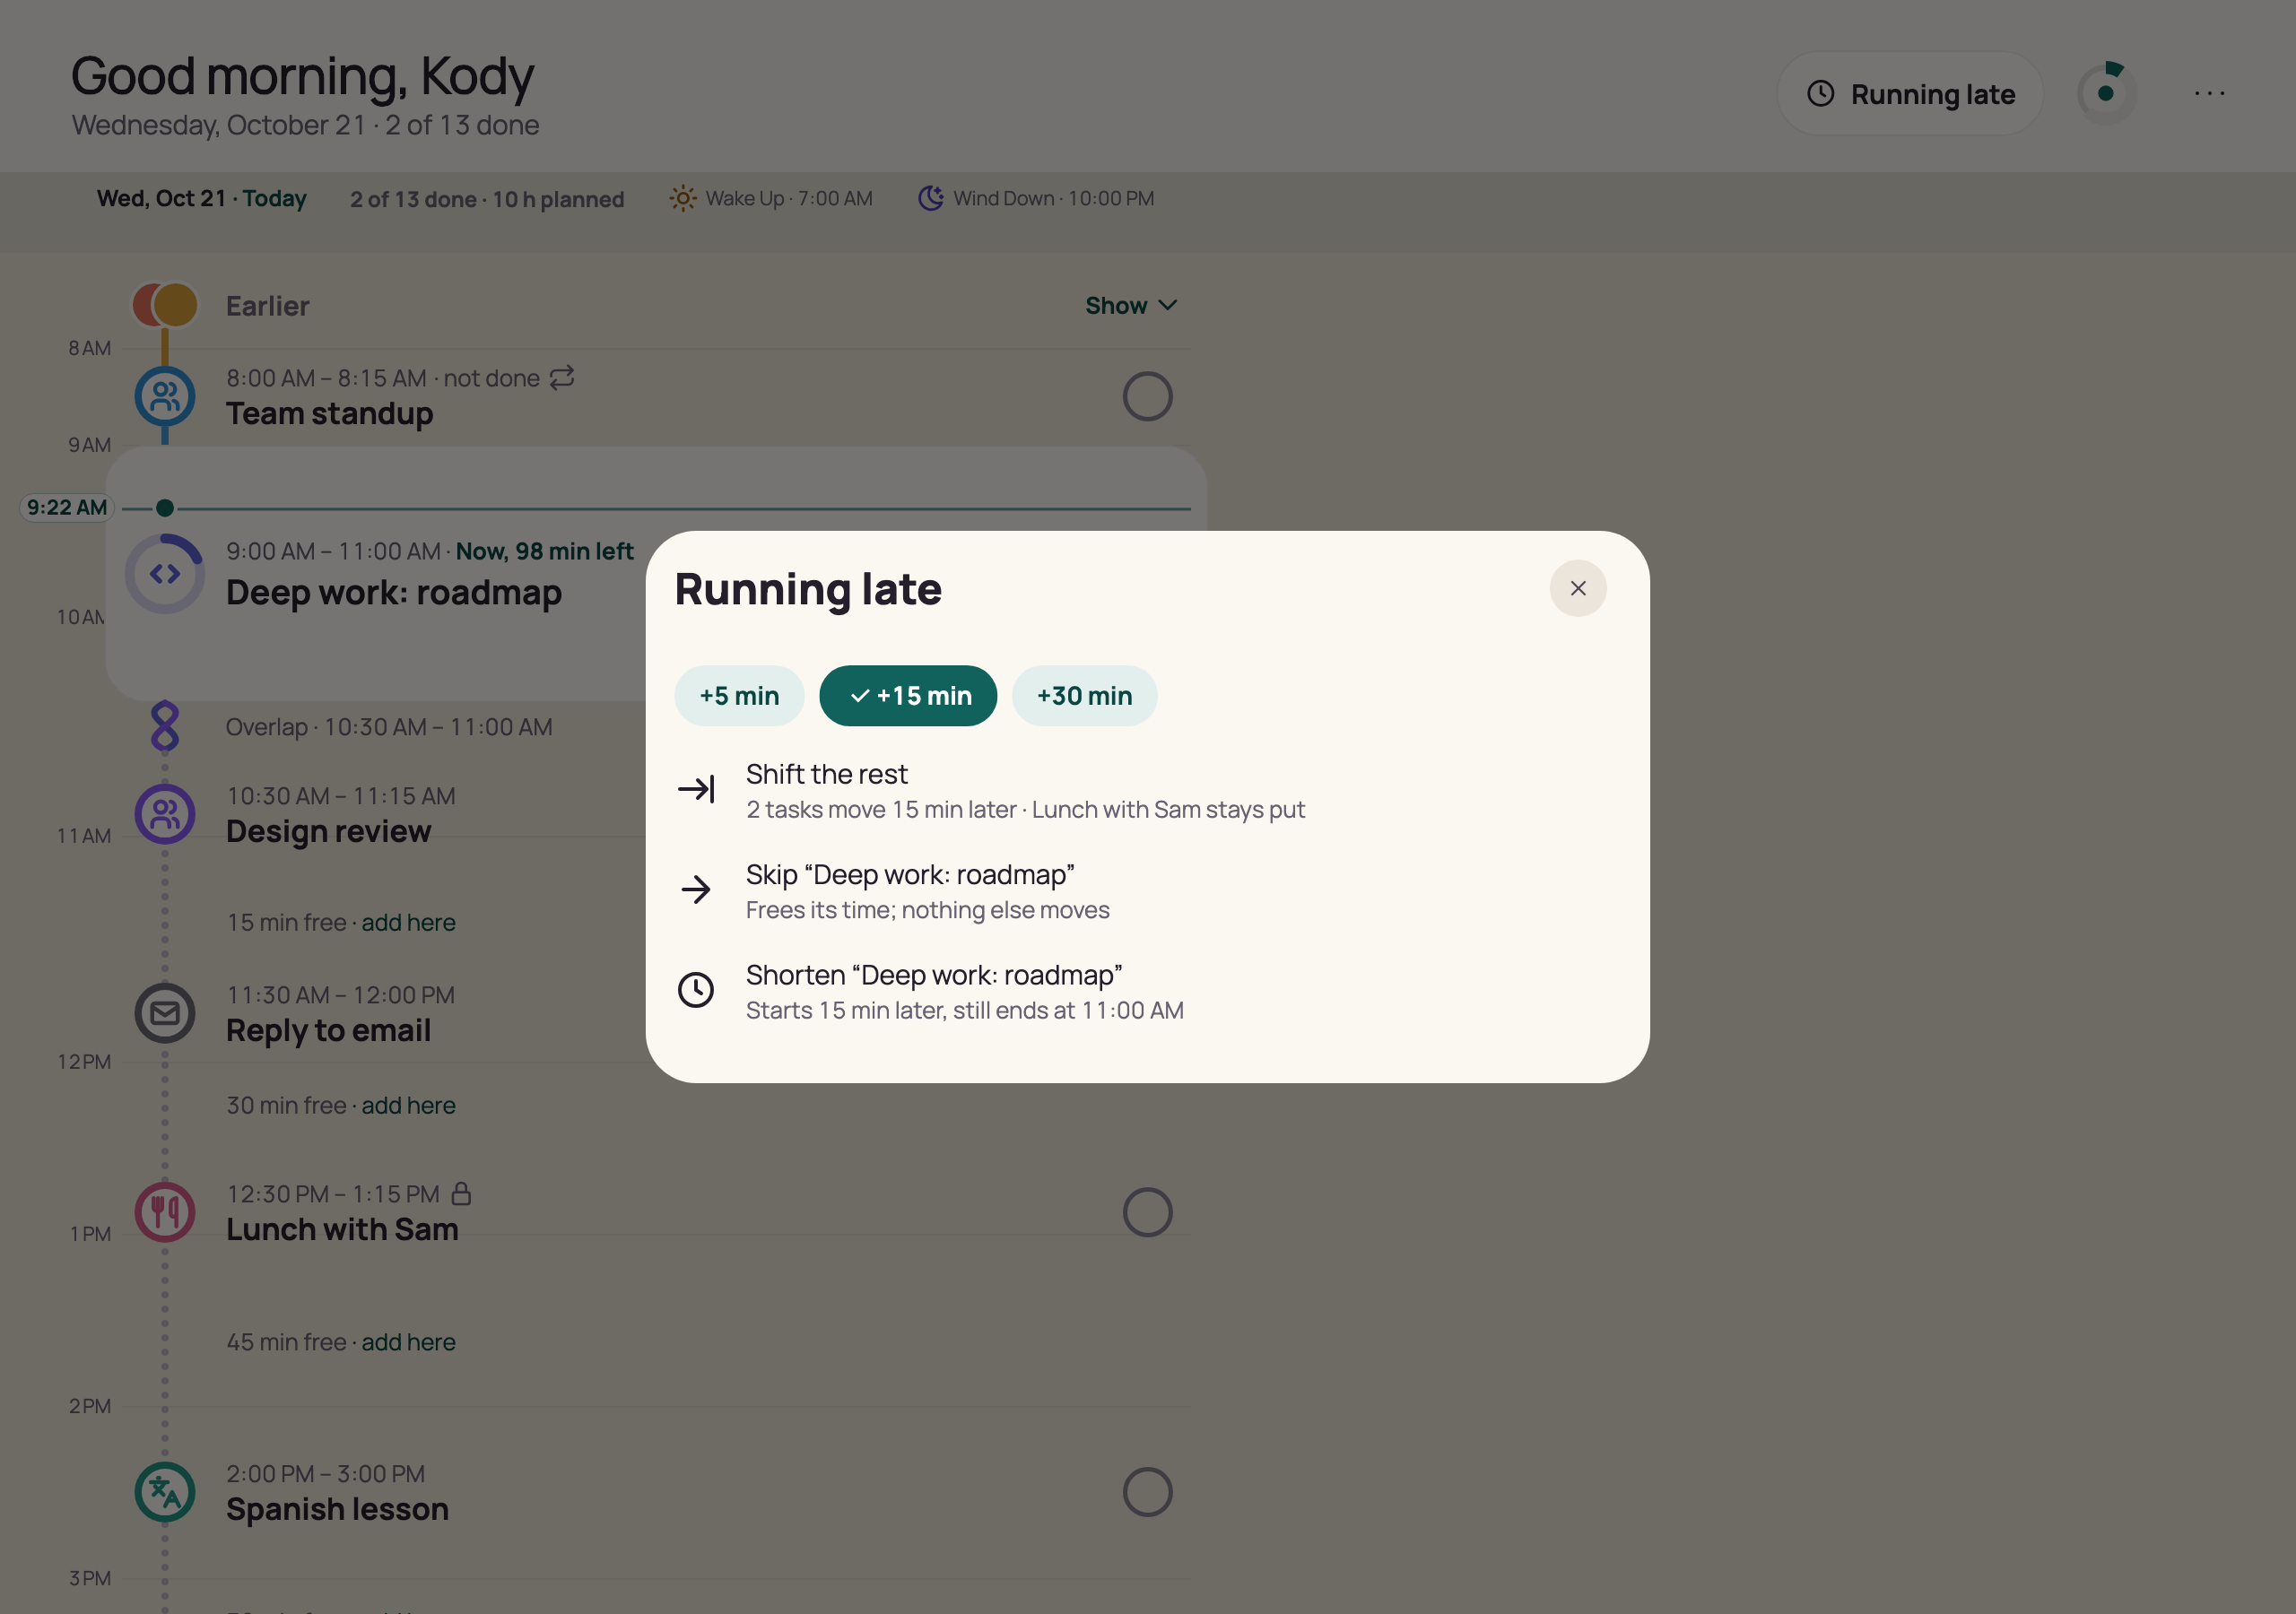 Good morning, Kody
Wednesday, October 21 · 2 of 13 done
Running late
Wed, Oct 21 · Today
2 of 13 done · 10 h planned
Wake Up · 7:00 AM
Wind Down · 10:00 PM
Earlier
Show
8 AM
8:00 AM – 8:15 AM · not done
Team standup
9 AM
9:22 AM
9:00 AM – 11:00 AM · Now, 98 min left
Deep work: roadmap
10 AM
Overlap · 10:30 AM – 11:00 AM
10:30 AM – 11:15 AM
Design review
11 AM
15 min free · add here
11:30 AM – 12:00 PM
Reply to email
12 PM
30 min free · add here
12:30 PM – 1:15 PM
Lunch with Sam
1 PM
45 min free · add here
2 PM
2:00 PM – 3:00 PM
Spanish lesson
3 PM
Running late
+5 min
+15 min
+30 min
Shift the rest
2 tasks move 15 min later · Lunch with Sam stays put
Skip “Deep work: roadmap”
Frees its time; nothing else moves
Shorten “Deep work: roadmap”
Starts 15 min later, still ends at 11:00 AM